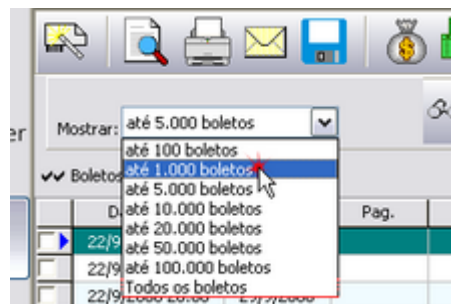 er
Mostrar: até 5.000 boletos
até 100 boletos
até 1.000 boletos
Boletos
até 5.000 boletos
até 10.000 boletos
Pag.
até 20.000 boletos
22/9
até 50.000 boletos
22/9
até 100.000 boletos
Todos os boletos